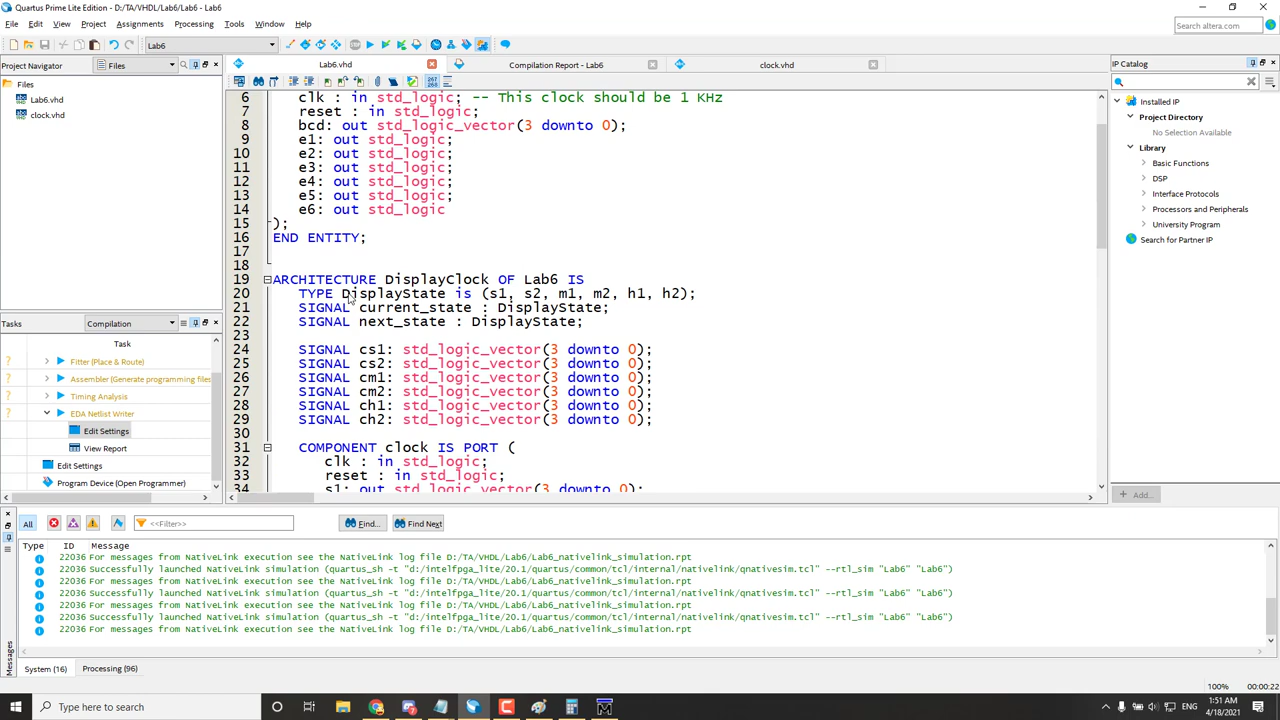 Quartus Prime Lite Edition - D:/TA/VHDL/Lab6/Lab6 - Lab6
File Edit View Project Assignments Processing Tools Window Help
Search altera.com
Lab6
Project Navigator Files
Files
Lab6.vhd
clock.vhd
Lab6.vhd
Compilation Report - Lab6
clock.vhd
6 clk : in std_logic; -- This clock should be 1 KHz
7 reset : in std_logic;
8 bcd: out std_logic_vector(3 downto 0);
9 e1: out std_logic;
10 e2: out std_logic;
11 e3: out std_logic;
12 e4: out std_logic;
13 e5: out std_logic;
14 e6: out std_logic
15 );
16 END ENTITY;
17
18
19 ARCHITECTURE DisplayClock OF Lab6 IS
20 TYPE DisplayState is (s1, s2, m1, m2, h1, h2);
21 SIGNAL current_state : DisplayState;
22 SIGNAL next_state : DisplayState;
23
24 SIGNAL cs1: std_logic_vector(3 downto 0);
25 SIGNAL cs2: std_logic_vector(3 downto 0);
26 SIGNAL cm1: std_logic_vector(3 downto 0);
27 SIGNAL cm2: std_logic_vector(3 downto 0);
28 SIGNAL ch1: std_logic_vector(3 downto 0);
29 SIGNAL ch2: std_logic_vector(3 downto 0);
30
31 COMPONENT clock IS PORT (
32 clk : in std_logic;
33 reset : in std_logic;
34 s1: out std_logic_vector(3 downto 0);
IP Catalog
Installed IP
Project Directory
No Selection Available
Library
Basic Functions
DSP
Interface Protocols
Processors and Peripherals
University Program
Search for Partner IP
+ Add...
Tasks Compilation
Task
Fitter (Place & Route)
Assembler (Generate programming files
Timing Analysis
EDA Netlist Writer
Edit Settings
View Report
Edit Settings
Program Device (Open Programmer)
All <<Filter>> Find... Find Next
Type ID Message
22036 For messages from NativeLink execution see the NativeLink log file D:/TA/VHDL/Lab6/Lab6_nativelink_simulation.rpt
22036 Successfully launched NativeLink simulation (quartus_sh -t "d:/intelfpga_lite/20.1/quartus/common/tcl/internal/nativelink/qnativesim.tcl" --rtl_sim "Lab6" "Lab6")
22036 For messages from NativeLink execution see the NativeLink log file D:/TA/VHDL/Lab6/Lab6_nativelink_simulation.rpt
22036 Successfully launched NativeLink simulation (quartus_sh -t "d:/intelfpga_lite/20.1/quartus/common/tcl/internal/nativelink/qnativesim.tcl" --rtl_sim "Lab6" "Lab6")
22036 For messages from NativeLink execution see the NativeLink log file D:/TA/VHDL/Lab6/Lab6_nativelink_simulation.rpt
22036 Successfully launched NativeLink simulation (quartus_sh -t "d:/intelfpga_lite/20.1/quartus/common/tcl/internal/nativelink/qnativesim.tcl" --rtl_sim "Lab6" "Lab6")
22036 For messages from NativeLink execution see the NativeLink log file D:/TA/VHDL/Lab6/Lab6_nativelink_simulation.rpt
Messages
System (16) Processing (96)
100% 00:00:22
Type here to search
ENG
1:51 AM
4/18/2021